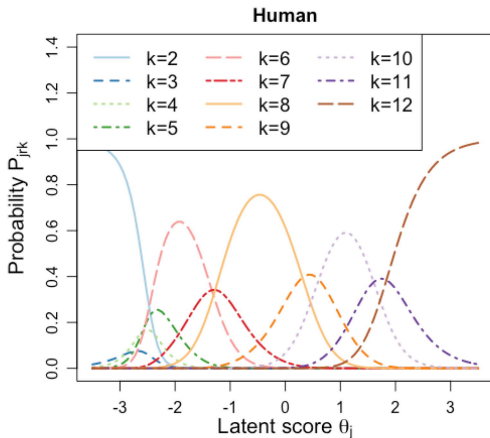 Human
k=2 k=6 k=10
k=3 k=7 k=11
k=4 k=8 k=12
k=5 k=9
1.4
1.2
1.0
0.8
0.6
0.4
0.2
0.0
Probability Pjrk
-3 -2 -1 0 1 2 3
Latent score θj